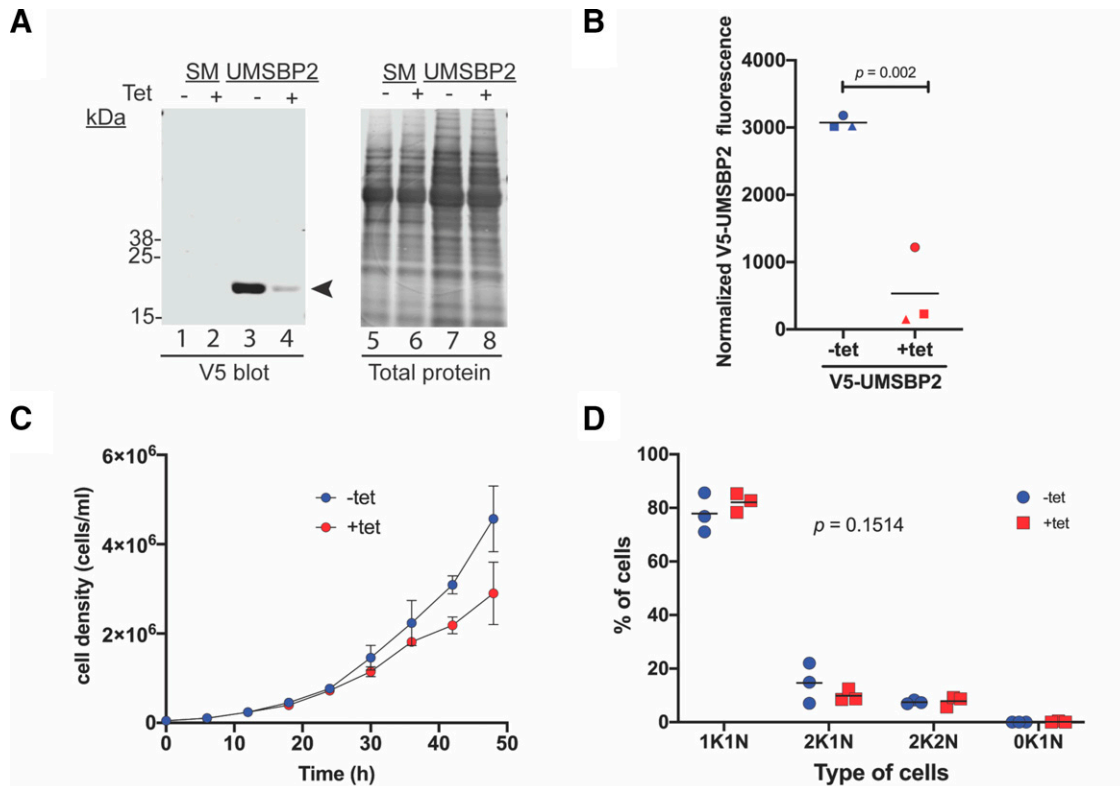 A
SM UMSBP2 SM UMSBP2
Tet - + - + - + - +
kDa
38-
25-
15-
1 2 3 4 5 6 7 8
V5 blot Total protein
B
Normalized V5-UMSBP2 fluorescence
4000
p = 0.002
3000
2000
1000
0
-tet +tet
V5-UMSBP2
C
cell density (cells/ml)
6×10⁶
-tet
+tet
4×10⁶
2×10⁶
0
0 10 20 30 40 50
Time (h)
D
% of cells
100
-tet
+tet
80
p = 0.1514
60
40
20
0
1K1N 2K1N 2K2N 0K1N
Type of cells